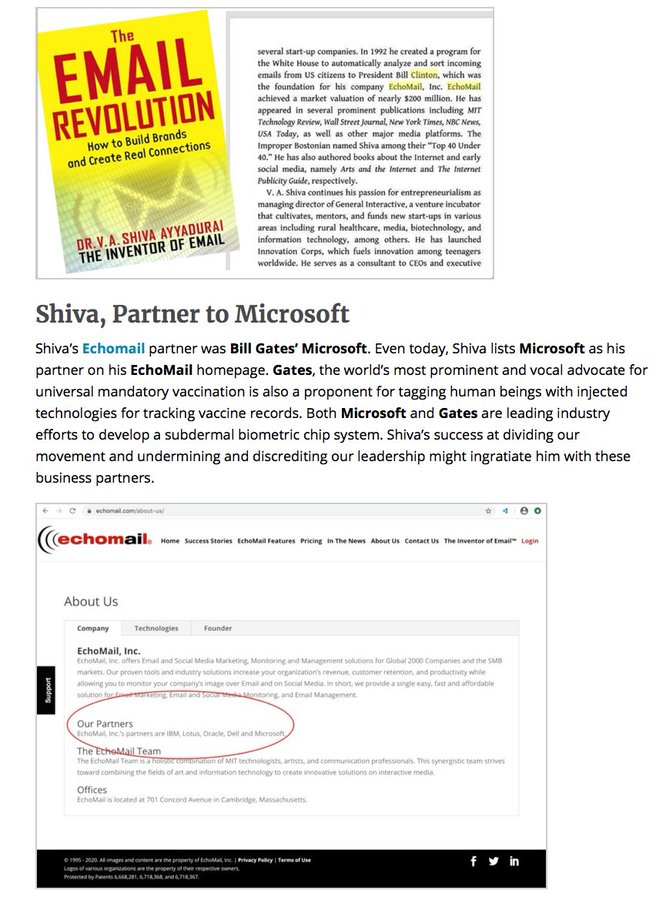 The
EMAIL
REVOLUTION
How to Build Brands
and Create Real Connections
DR.V.A. SHIVA AYYADURAI
THE INVENTOR OF EMAIL
several start-up companies. In 1992 he created a program for
the White House to automatically analyze and sort incoming
emails from US citizens to President Bill Clinton, which was
the foundation for his company EchoMail, Inc. EchoMail
achieved a market valuation of nearly $200 million. He has
appeared in several prominent publications including MIT
Technology Review, Wall Street Journal, New York Times, NBC News,
USA Today, as well as other major media platforms. The
Improper Bostonian named Shiva among their "Top 40 Under
40." He has also authored books about the Internet and early
social media, namely Arts and the Internet and The Internet
Publicity Guide, respectively.
V. A. Shiva continues his passion for entrepreneurialism as
managing director of General Interactive, a venture incubator
that cultivates, mentors, and funds new start-ups in various
areas including rural healthcare, media, biotechnology, and
information technology, among others. He has launched
Innovation Corps, which fuels innovation among teenagers
worldwide. He serves as a consultant to CEOs and executive
Shiva, Partner to Microsoft
Shiva's Echomail partner was Bill Gates' Microsoft. Even today, Shiva lists Microsoft as his
partner on his EchoMail homepage. Gates, the world's most prominent and vocal advocate for
universal mandatory vaccination is also a proponent for tagging human beings with injected
technologies for tracking vaccine records. Both Microsoft and Gates are leading industry
efforts to develop a subdermal biometric chip system. Shiva's success at dividing our
movement and undermining and discrediting our leadership might ingratiate him with these
business partners.
echomail.com/about-us/
echomail
Home Success Stories EchoMail Features Pricing In The News About Us Contact Us The Inventor of Email™ Login
About Us
Company Technologies Founder
EchoMail, Inc.
EchoMail, Inc. offers Email and Social Media Marketing, Monitoring and Management solutions for Global 2000 Companies and the SMB
markets. Our proven tools and industry solutions increase your organization's revenue, customer retention, and productivity while
allowing you to monitor your company's image over Email and on Social Media. In short, we provide a single easy, fast and affordable
solution for Email Marketing, Email and Social Media Monitoring, and Email Management.
Support
Our Partners
EchoMail, Inc.'s partners are IBM, Lotus, Oracle, Dell and Microsoft.
The EchoMail Team
The EchoMail Team is a holistic combination of MIT technologists, artists, and communication professions. This synergistic team strives
toward combining the fields of art and information technology to create innovative solutions on interactive media.
Offices
EchoMail is located at 701 Concord Avenue in Cambridge, Massachusetts.
© 1995 - 2020. All images and content are the property of EchoMail, Inc. | Privacy Policy | Terms of Use
Logos of various organizations are the property of their respective owners.
Protected by Patents 6,668,281, 6,718,368, and 6,718,367.